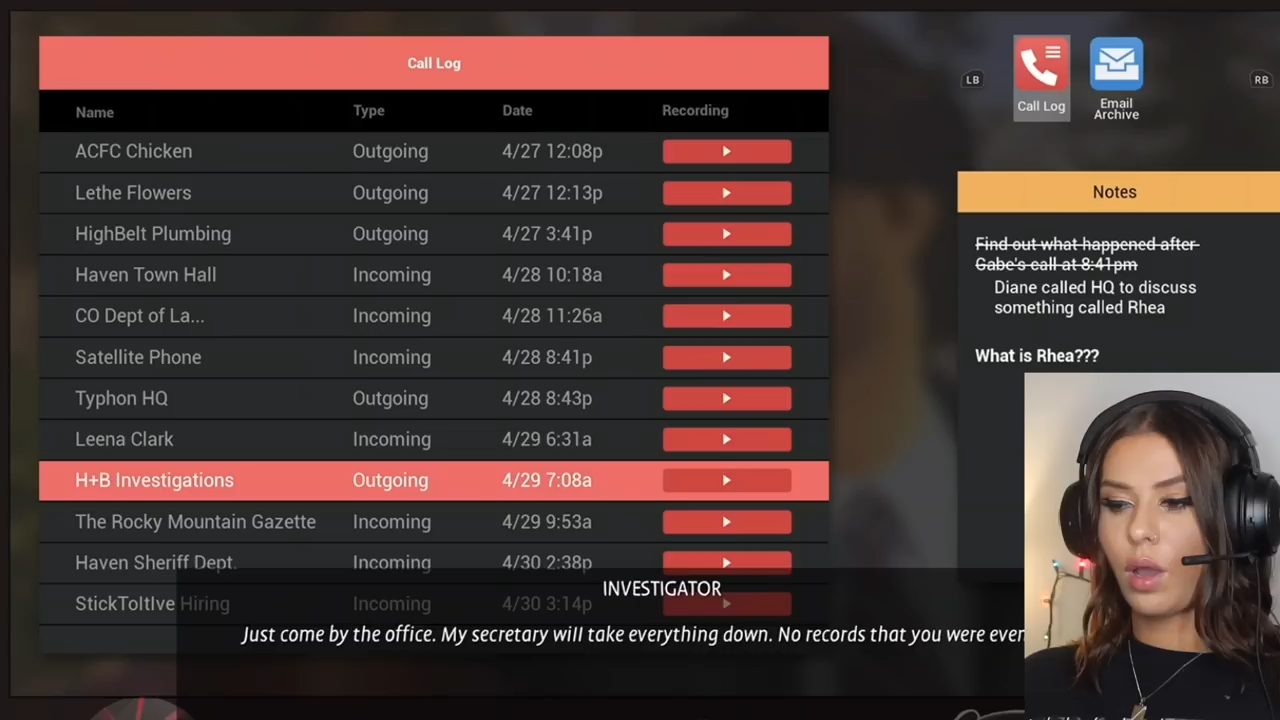 Call Log
Name Type Date Recording
ACFC Chicken Outgoing 4/27 12:08p
Lethe Flowers Outgoing 4/27 12:13p
HighBelt Plumbing Outgoing 4/27 3:41p
Haven Town Hall Incoming 4/28 10:18a
CO Dept of La... Incoming 4/28 11:26a
Satellite Phone Incoming 4/28 8:41p
Typhon HQ Outgoing 4/28 8:43p
Leena Clark Incoming 4/29 6:31a
H+B Investigations Outgoing 4/29 7:08a
The Rocky Mountain Gazette Incoming 4/29 9:53a
Haven Sheriff Dept. Incoming 4/30 2:38p
StickToItIve Hiring Incoming 4/30 3:14p
INVESTIGATOR
Just come by the office. My secretary will take everything down. No records that you were even
LB
Call Log
Email
Archive
RB
Notes
Find out what happened after
Gabe's call at 8:41pm
Diane called HQ to discuss
something called Rhea
What is Rhea???